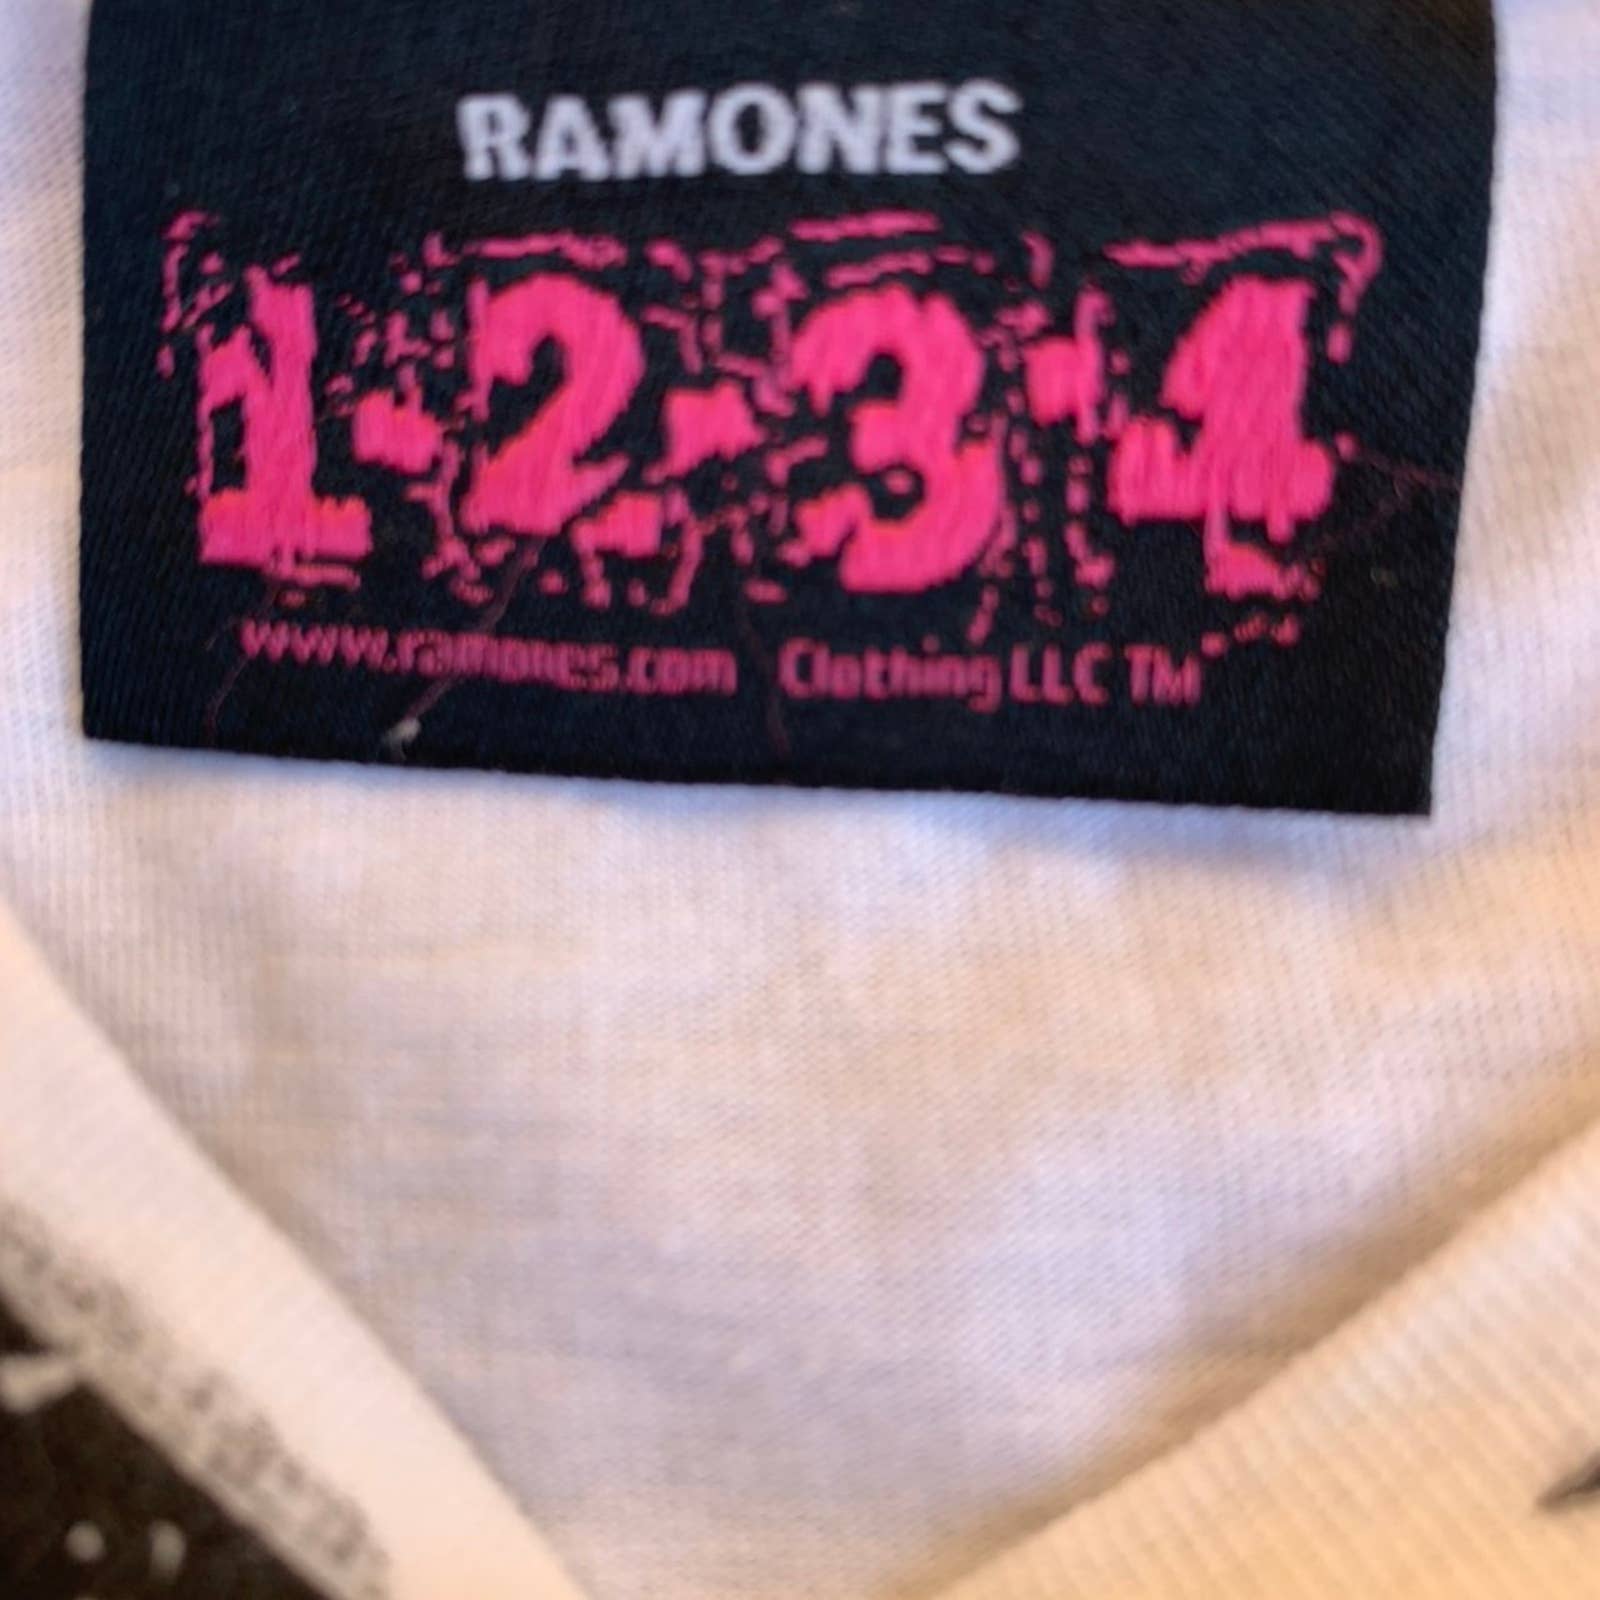 RAMONES
1-2-3-4
www.ramones.com Clothing LLC TM